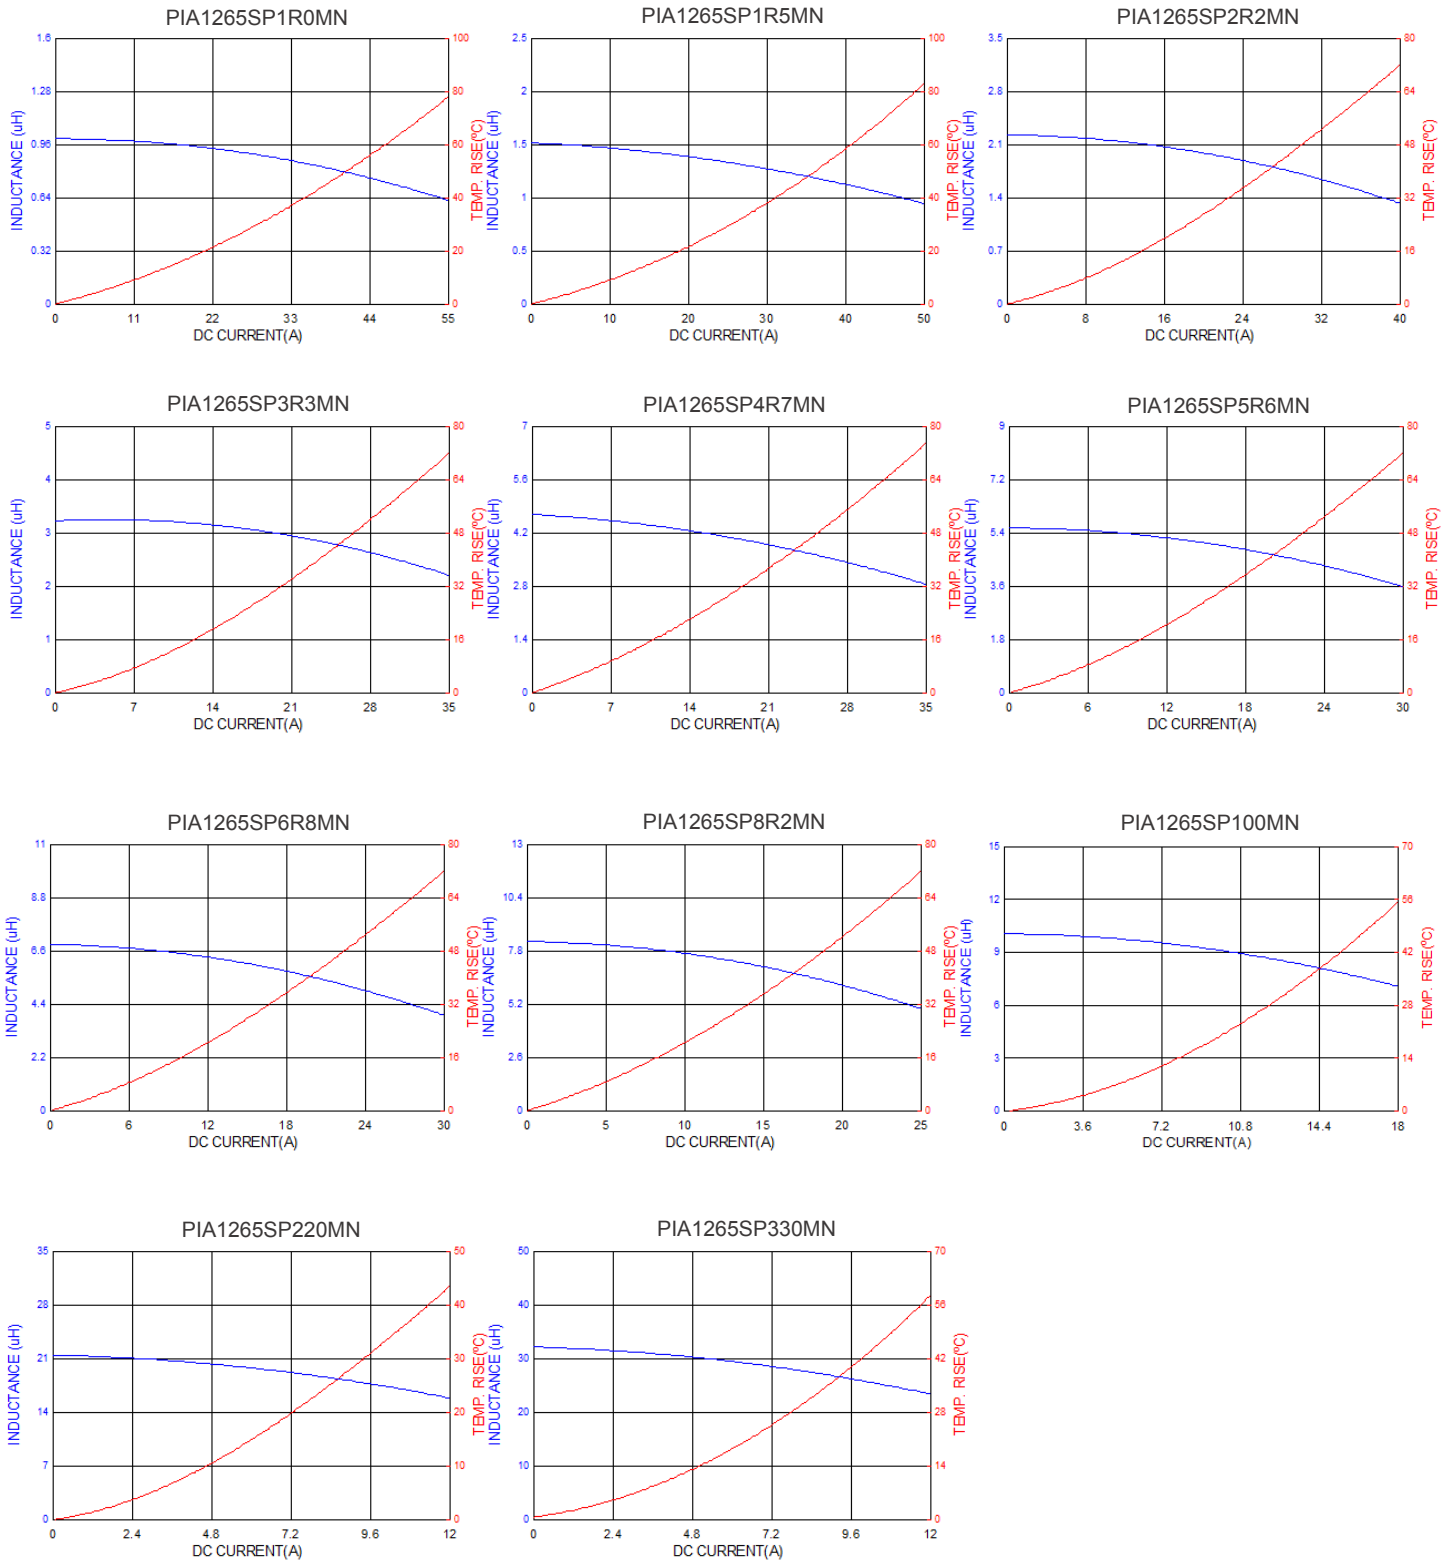 PIA1265SP1R0MN
1.6
1.28
0.96
0.64
0.32
0
100
80
60
40
20
0
INDUCTANCE (uH)
TEMP. RISE(ºC)
0 11 22 33 44 55
DC CURRENT(A)
PIA1265SP1R5MN
2.5
2
1.5
1
0.5
0
100
80
60
40
20
0
INDUCTANCE (uH)
TEMP. RISE(ºC)
0 10 20 30 40 50
DC CURRENT(A)
PIA1265SP2R2MN
3.5
2.8
2.1
1.4
0.7
0
80
64
48
32
16
0
INDUCTANCE (uH)
TEMP. RISE(ºC)
0 8 16 24 32 40
DC CURRENT(A)
PIA1265SP3R3MN
5
4
3
2
1
0
80
64
48
32
16
0
INDUCTANCE (uH)
TEMP. RISE(ºC)
0 7 14 21 28 35
DC CURRENT(A)
PIA1265SP4R7MN
7
5.6
4.2
2.8
1.4
0
80
64
48
32
16
0
INDUCTANCE (uH)
TEMP. RISE(ºC)
0 7 14 21 28 35
DC CURRENT(A)
PIA1265SP5R6MN
9
7.2
5.4
3.6
1.8
0
80
64
48
32
16
0
INDUCTANCE (uH)
TEMP. RISE(ºC)
0 6 12 18 24 30
DC CURRENT(A)
PIA1265SP6R8MN
11
8.8
6.6
4.4
2.2
0
80
64
48
32
16
0
INDUCTANCE (uH)
TEMP. RISE(ºC)
0 6 12 18 24 30
DC CURRENT(A)
PIA1265SP8R2MN
13
10.4
7.8
5.2
2.6
0
80
64
48
32
16
0
INDUCTANCE (uH)
TEMP. RISE(ºC)
0 5 10 15 20 25
DC CURRENT(A)
PIA1265SP100MN
15
12
9
6
3
0
70
56
42
28
14
0
INDUCTANCE (uH)
TEMP. RISE(ºC)
0 3.6 7.2 10.8 14.4 18
DC CURRENT(A)
PIA1265SP220MN
35
28
21
14
7
0
50
40
30
20
10
0
INDUCTANCE (uH)
TEMP. RISE(ºC)
0 2.4 4.8 7.2 9.6 12
DC CURRENT(A)
PIA1265SP330MN
50
40
30
20
10
0
70
56
42
28
14
0
INDUCTANCE (uH)
TEMP. RISE(ºC)
0 2.4 4.8 7.2 9.6 12
DC CURRENT(A)